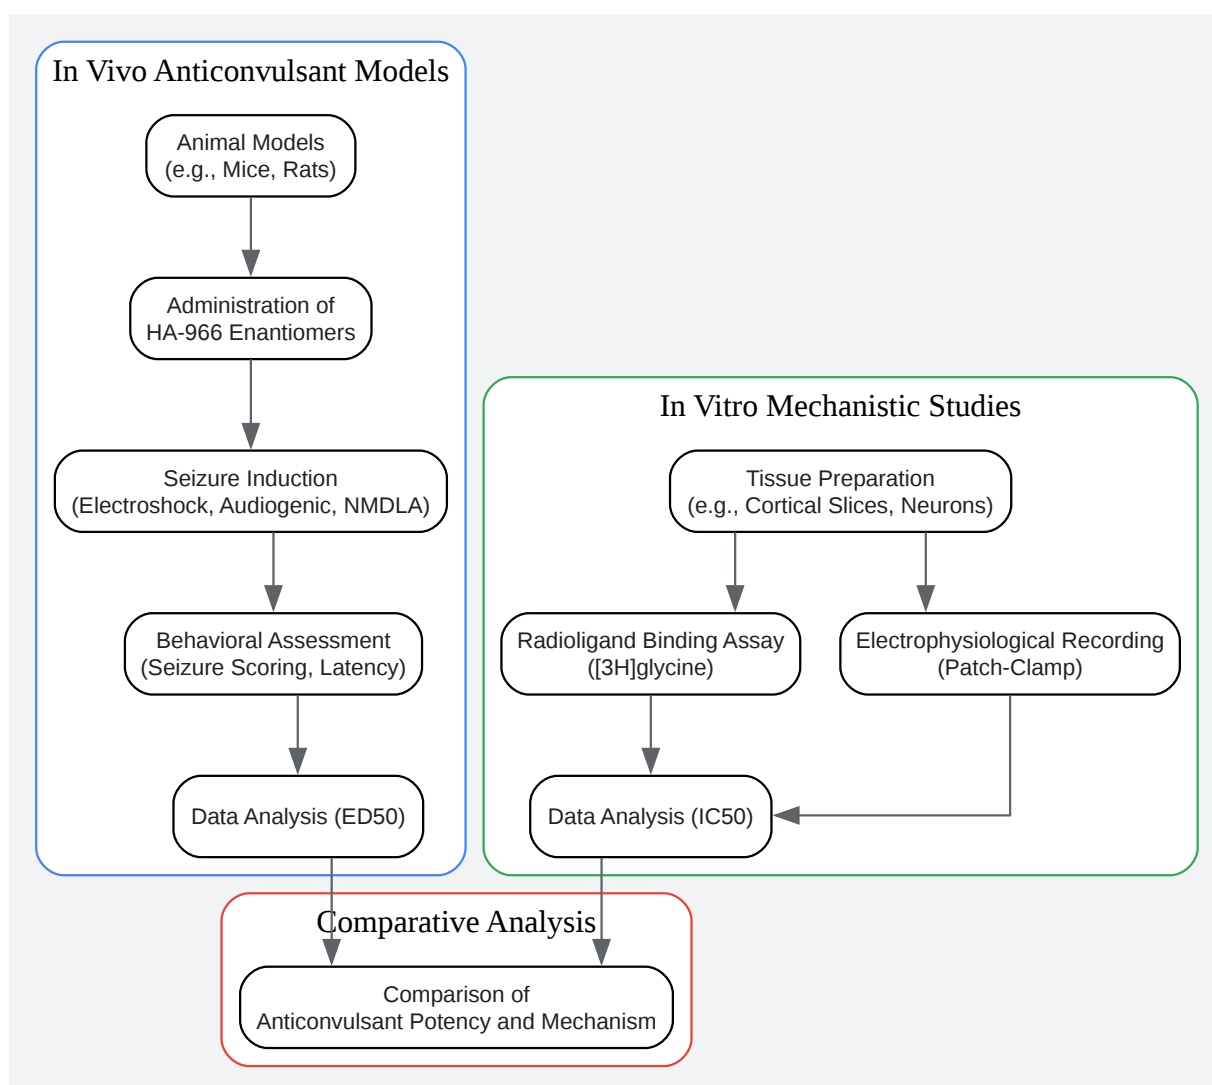 In Vivo Anticonvulsant Models
Animal Models
(e.g., Mice, Rats)
Administration of
HA-966 Enantiomers
Seizure Induction
(Electroshock, Audiogenic, NMDLA)
Behavioral Assessment
(Seizure Scoring, Latency)
Data Analysis (ED50)
In Vitro Mechanistic Studies
Tissue Preparation
(e.g., Cortical Slices, Neurons)
Radioligand Binding Assay
([3H]glycine)
Electrophysiological Recording
(Patch-Clamp)
Data Analysis (IC50)
Comparative Analysis
Comparison of
Anticonvulsant Potency and Mechanism